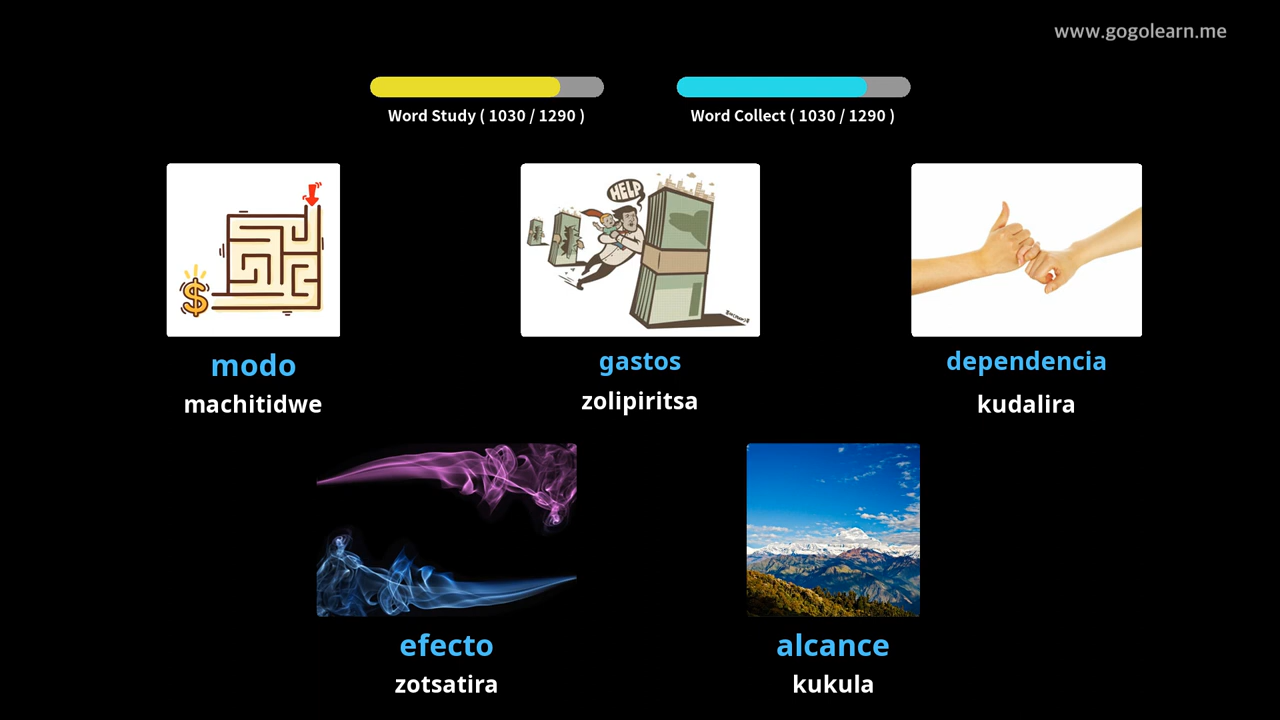 www.gogolearn.me
Word Study ( 1030 / 1290 )
Word Collect ( 1030 / 1290 )
HELP
$
modo
machitidwe
gastos
zolipiritsa
dependencia
kudalira
efecto
zotsatira
alcance
kukula